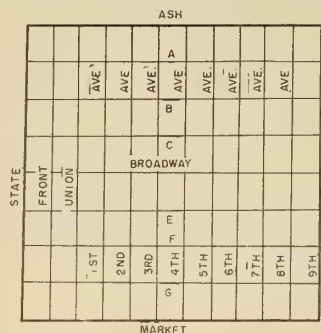 ASH
A
AVE. AVE. AVE. AVE. AVE. AVE. AVE. AVE.
B
C
BROADWAY
STATE FRONT UNION
E
F
1ST 2ND 3RD 4TH 5TH 6TH 7TH 8TH 9TH
G
MARKET